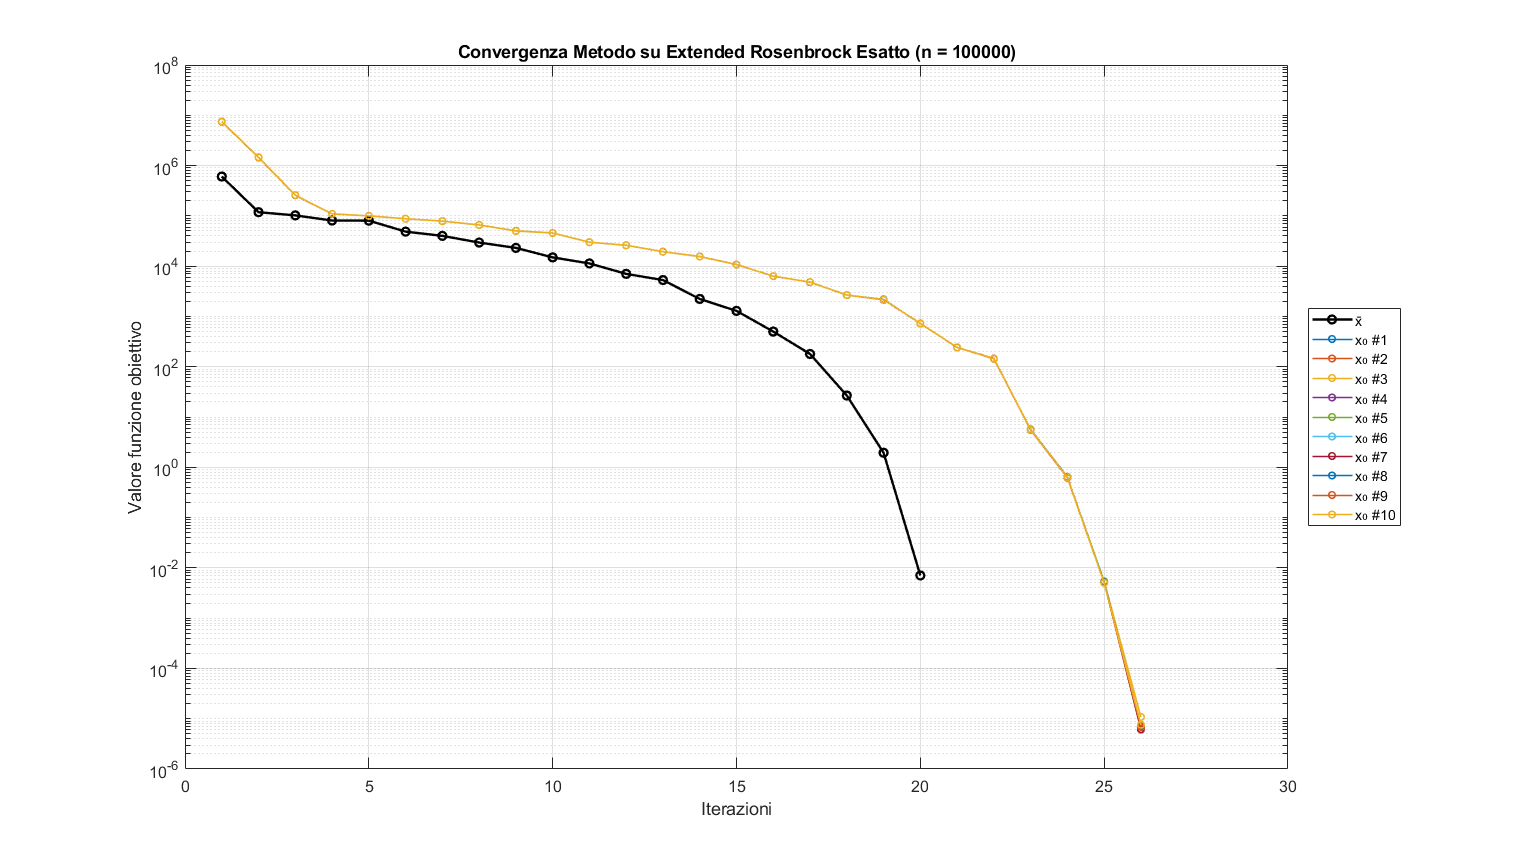 Convergenza Metodo su Extended Rosenbrock Esatto (n = 100000)
10^8
10^6
10^4
10^2
10^0
10^-2
10^-4
10^-6
Valore funzione obiettivo
0 5 10 15 20 25 30
Iterazioni
x̄
x₀ #1
x₀ #2
x₀ #3
x₀ #4
x₀ #5
x₀ #6
x₀ #7
x₀ #8
x₀ #9
x₀ #10